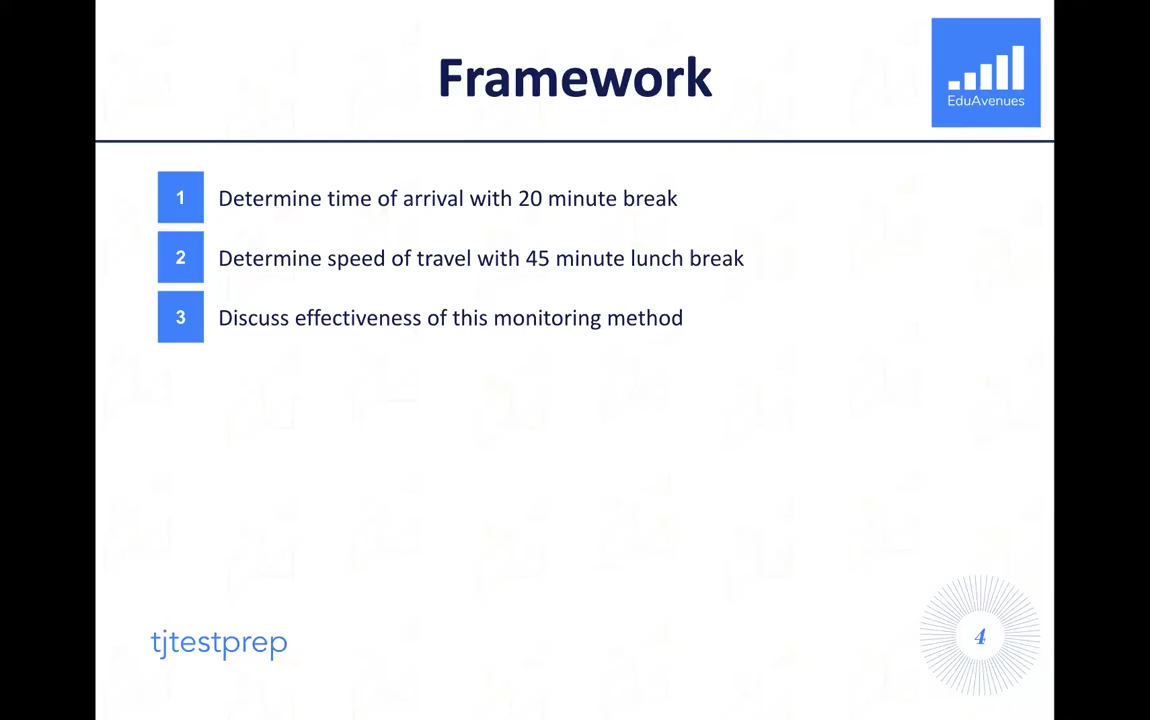 Framework
EduAvenues
1 Determine time of arrival with 20 minute break
2 Determine speed of travel with 45 minute lunch break
3 Discuss effectiveness of this monitoring method
tjtestprep
4